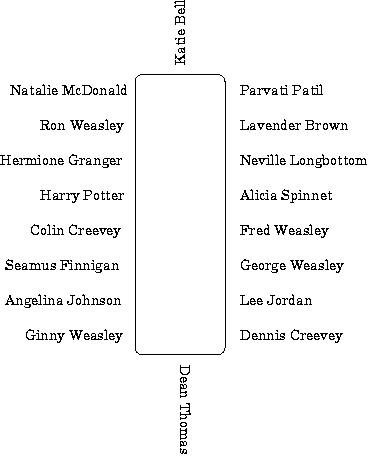 Katie Bell
Natalie McDonald
Parvati Patil
Ron Weasley
Lavender Brown
Hermione Granger
Neville Longbottom
Harry Potter
Alicia Spinnet
Colin Creevey
Fred Weasley
Seamus Finnigan
George Weasley
Angelina Johnson
Lee Jordan
Ginny Weasley
Dennis Creevey
Dean Thomas